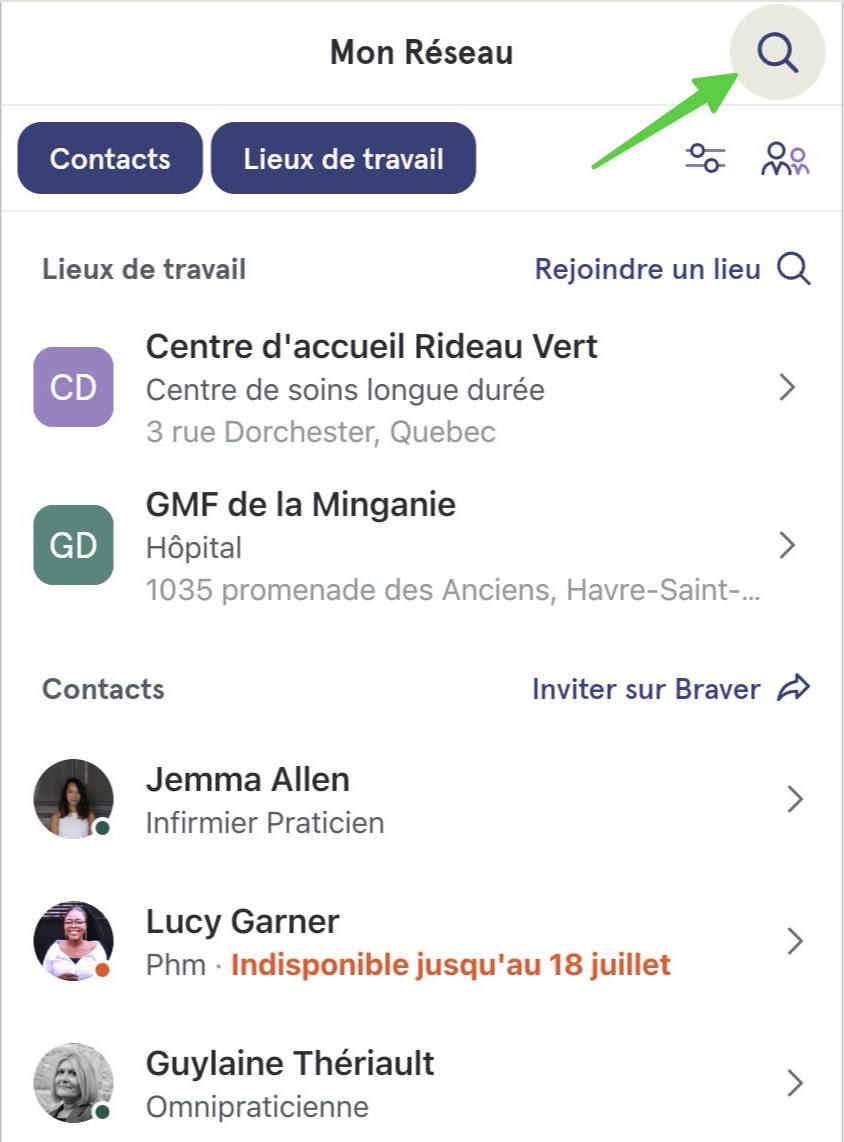 Mon Réseau
Contacts
Lieux de travail
Lieux de travail
Rejoindre un lieu
CD
Centre d'accueil Rideau Vert
Centre de soins longue durée
3 rue Dorchester, Quebec
GD
GMF de la Minganie
Hôpital
1035 promenade des Anciens, Havre-Saint-...
Contacts
Inviter sur Braver
Jemma Allen
Infirmier Praticien
Lucy Garner
Phm · Indisponible jusqu'au 18 juillet
Guylaine Thériault
Omnipraticienne